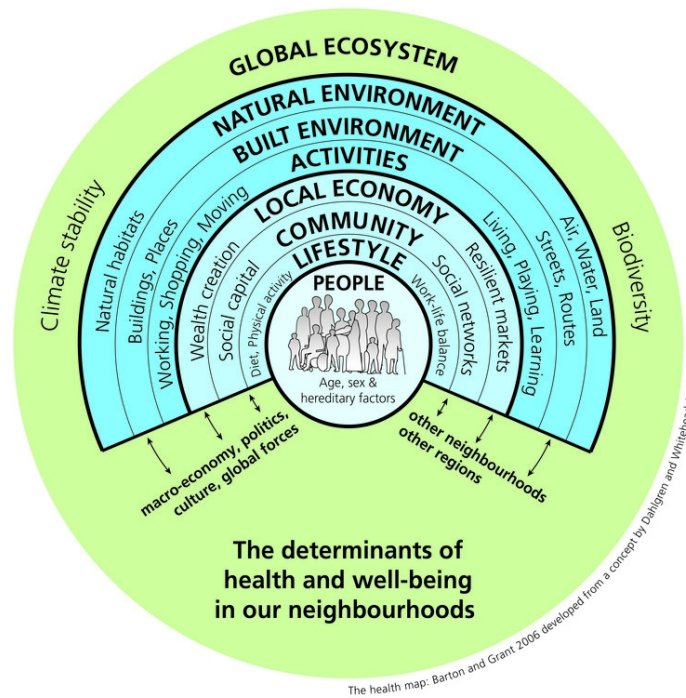 GLOBAL ECOSYSTEM
NATURAL ENVIRONMENT
BUILT ENVIRONMENT
ACTIVITIES
LOCAL ECONOMY
COMMUNITY
LIFESTYLE
PEOPLE
Age, sex &
hereditary factors
Climate stability
Natural habitats
Buildings, Places
Working, Shopping, Moving
Wealth creation
Social capital
Diet, Physical activity
Work-life balance
Social networks
Resilient markets
Living, Playing, Learning
Streets, Routes
Air, Water, Land
Biodiversity
macro-economy, politics,
culture, global forces
other neighbourhoods
other regions
The determinants of
health and well-being
in our neighbourhoods
The health map: Barton and Grant 2006 developed from a concept by Dahlgren and